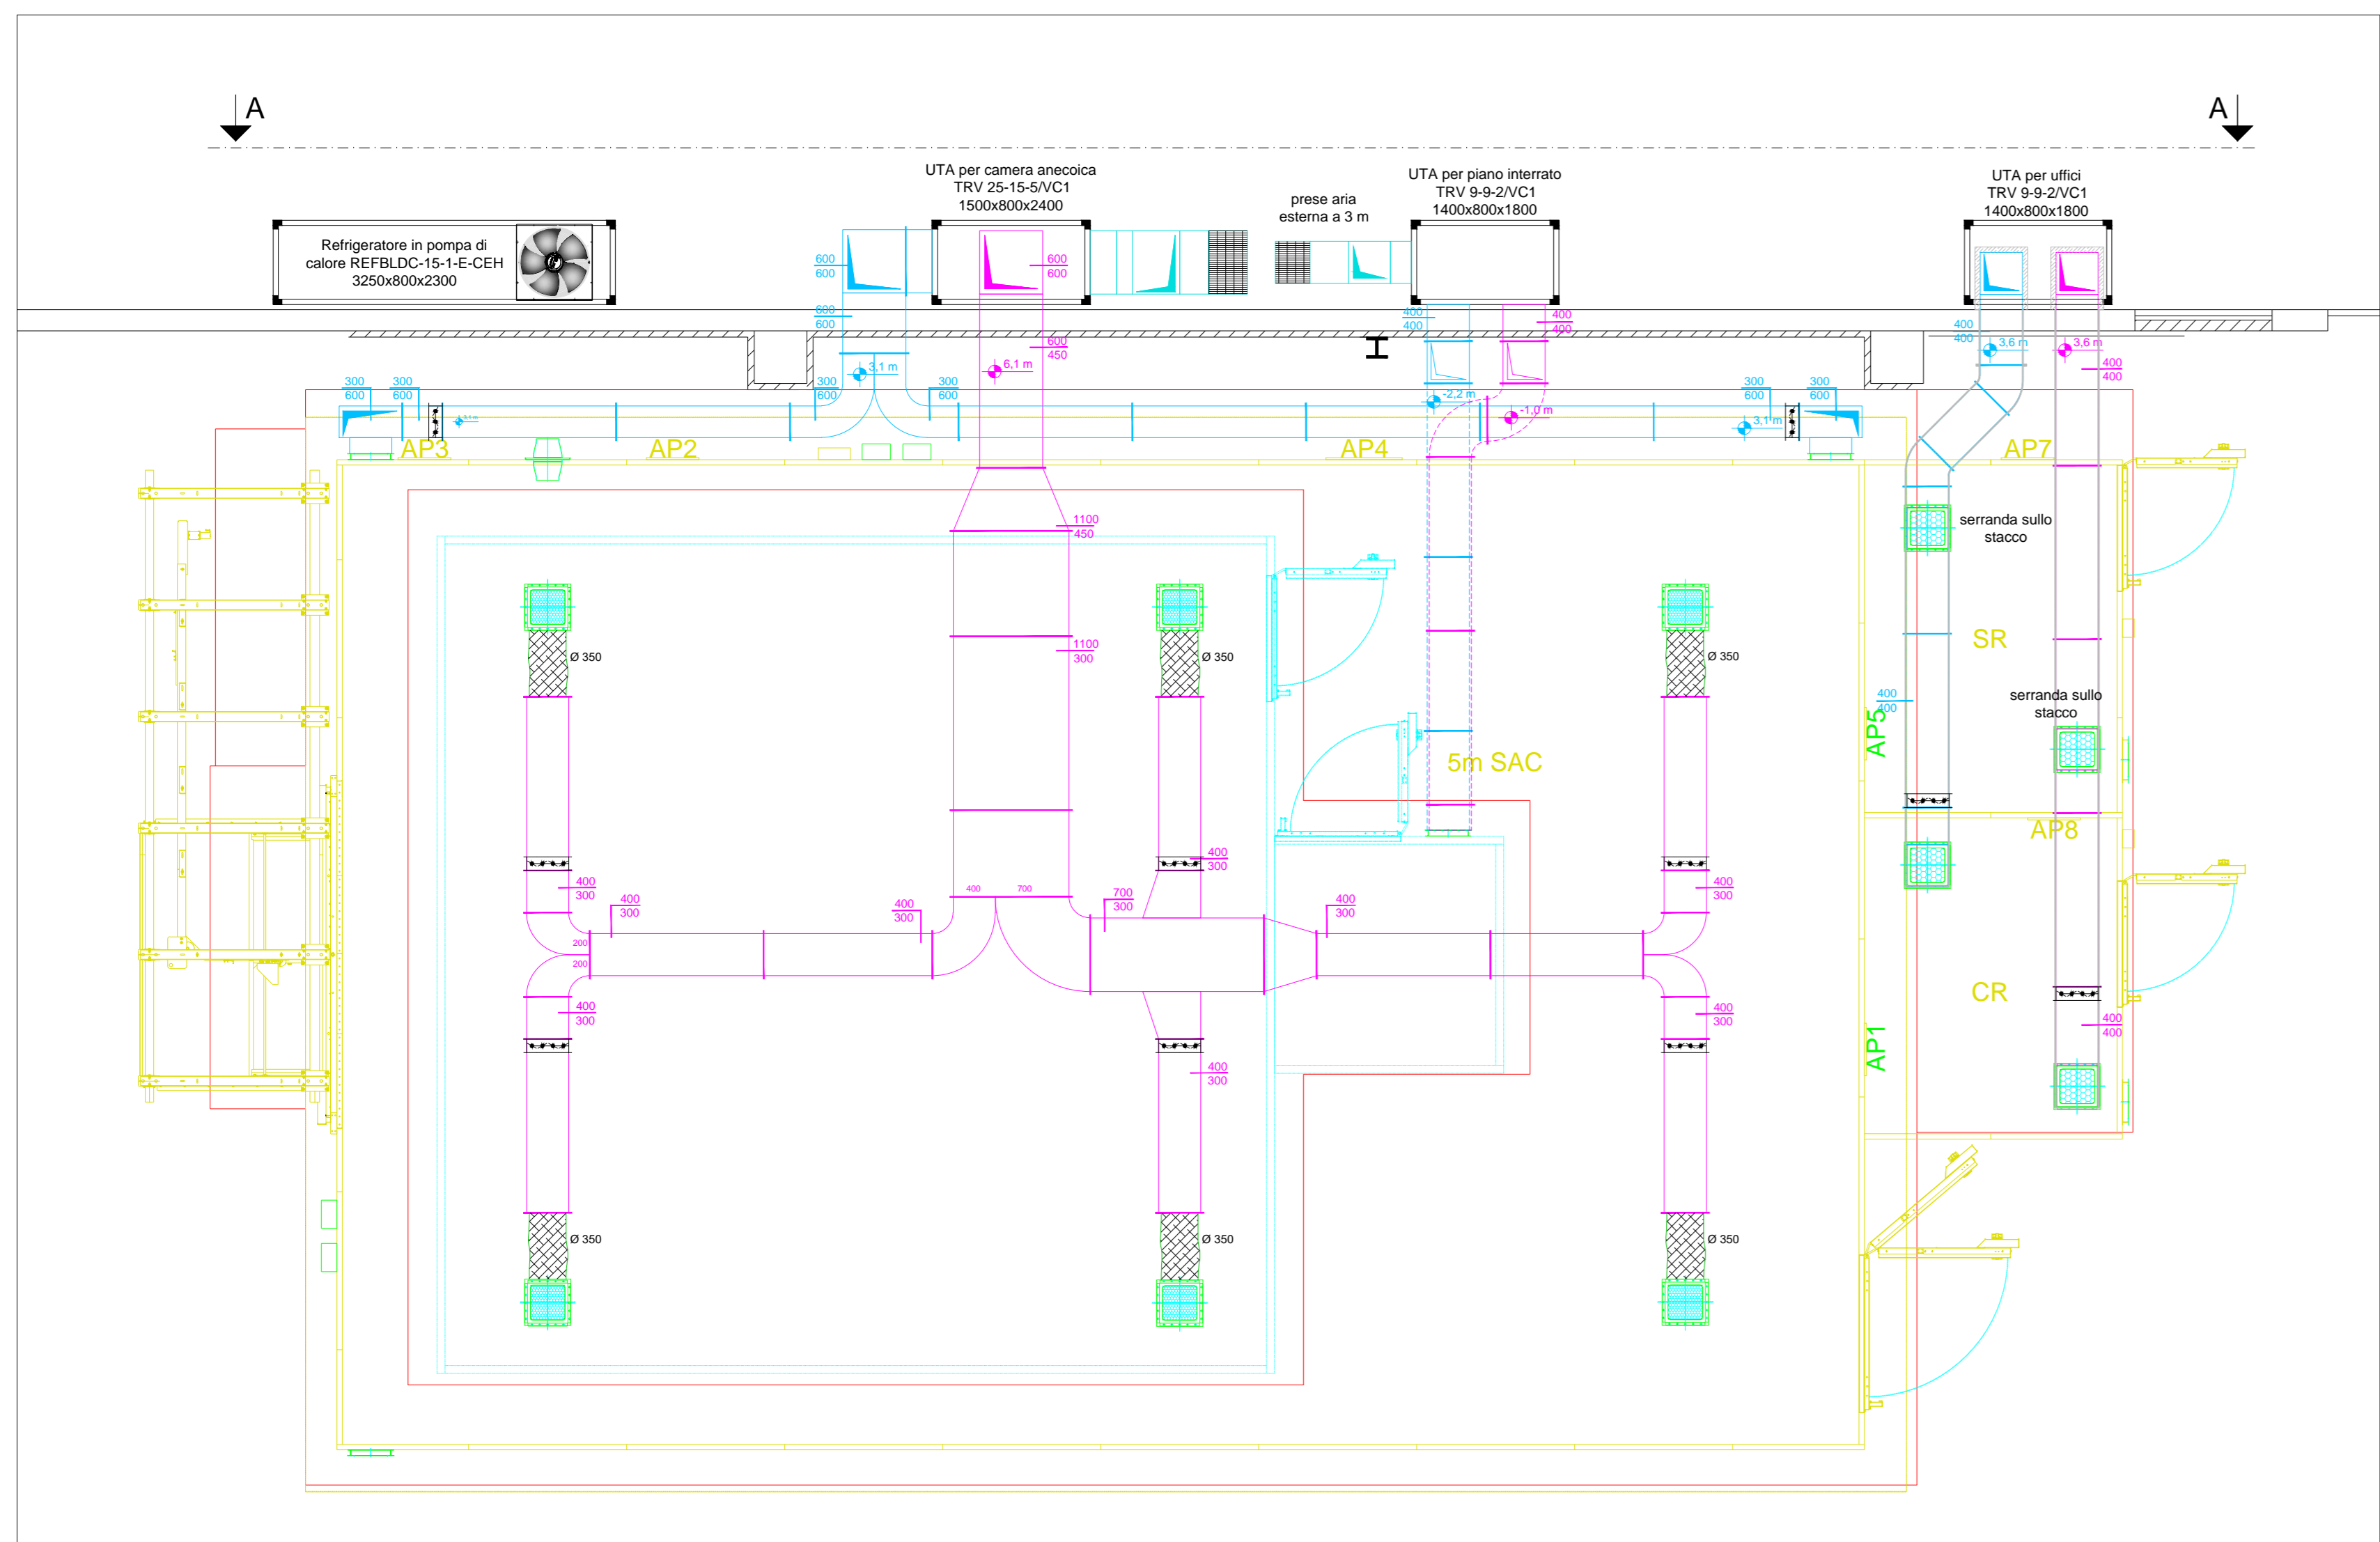 A
A
UTA per camera anecoica
TRV 25-15-5/VC1
1500x800x2400
prese aria
esterna a 3 m
UTA per piano interrato
TRV 9-9-2/VC1
1400x800x1800
UTA per uffici
TRV 9-9-2/VC1
1400x800x1800
Refrigeratore in pompa di
calore REFBLDC-15-1-E-CEH
3250x800x2300
600
600
600
600
600
600
400
400
400
400
400
400
600
450
3,1 m
6,1 m
3,6 m
3,6 m
400
400
300
600
300
600
300
600
300
600
300
600
300
600
-2,2 m
-1,0 m
3,1 m
3,1 m
AP3
AP2
AP4
AP7
1100
450
serranda sullo
stacco
SR
1100
300
Ø 350
Ø 350
Ø 350
serranda sullo
stacco
400
400
AP5
5m SAC
AP8
400
300
400
300
400
300
400
700
400
300
400
300
700
300
400
300
200
200
CR
400
300
400
300
400
400
AP1
400
300
Ø 350
Ø 350
Ø 350